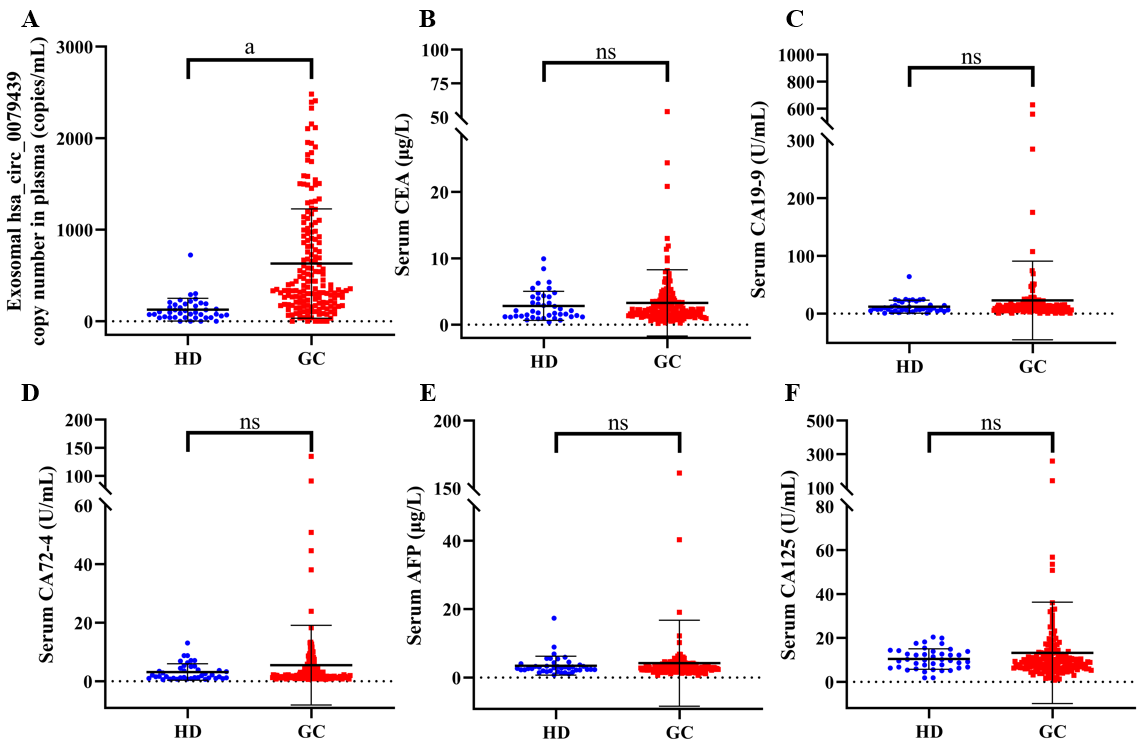 A
Exosomal hsa_circ_0079439
copy number in plasma (copies/mL)
3000
2000
1000
0
a
HD
GC
B
Serum CEA (μg/L)
100
75
50
20
10
0
ns
HD
GC
C
Serum CA19-9 (U/mL)
1000
800
600
300
200
100
0
ns
HD
GC
D
Serum CA72-4 (U/mL)
200
150
100
60
40
20
0
ns
HD
GC
E
Serum AFP (μg/L)
200
150
40
20
0
ns
HD
GC
F
Serum CA125 (U/mL)
500
300
100
80
60
40
20
0
ns
HD
GC